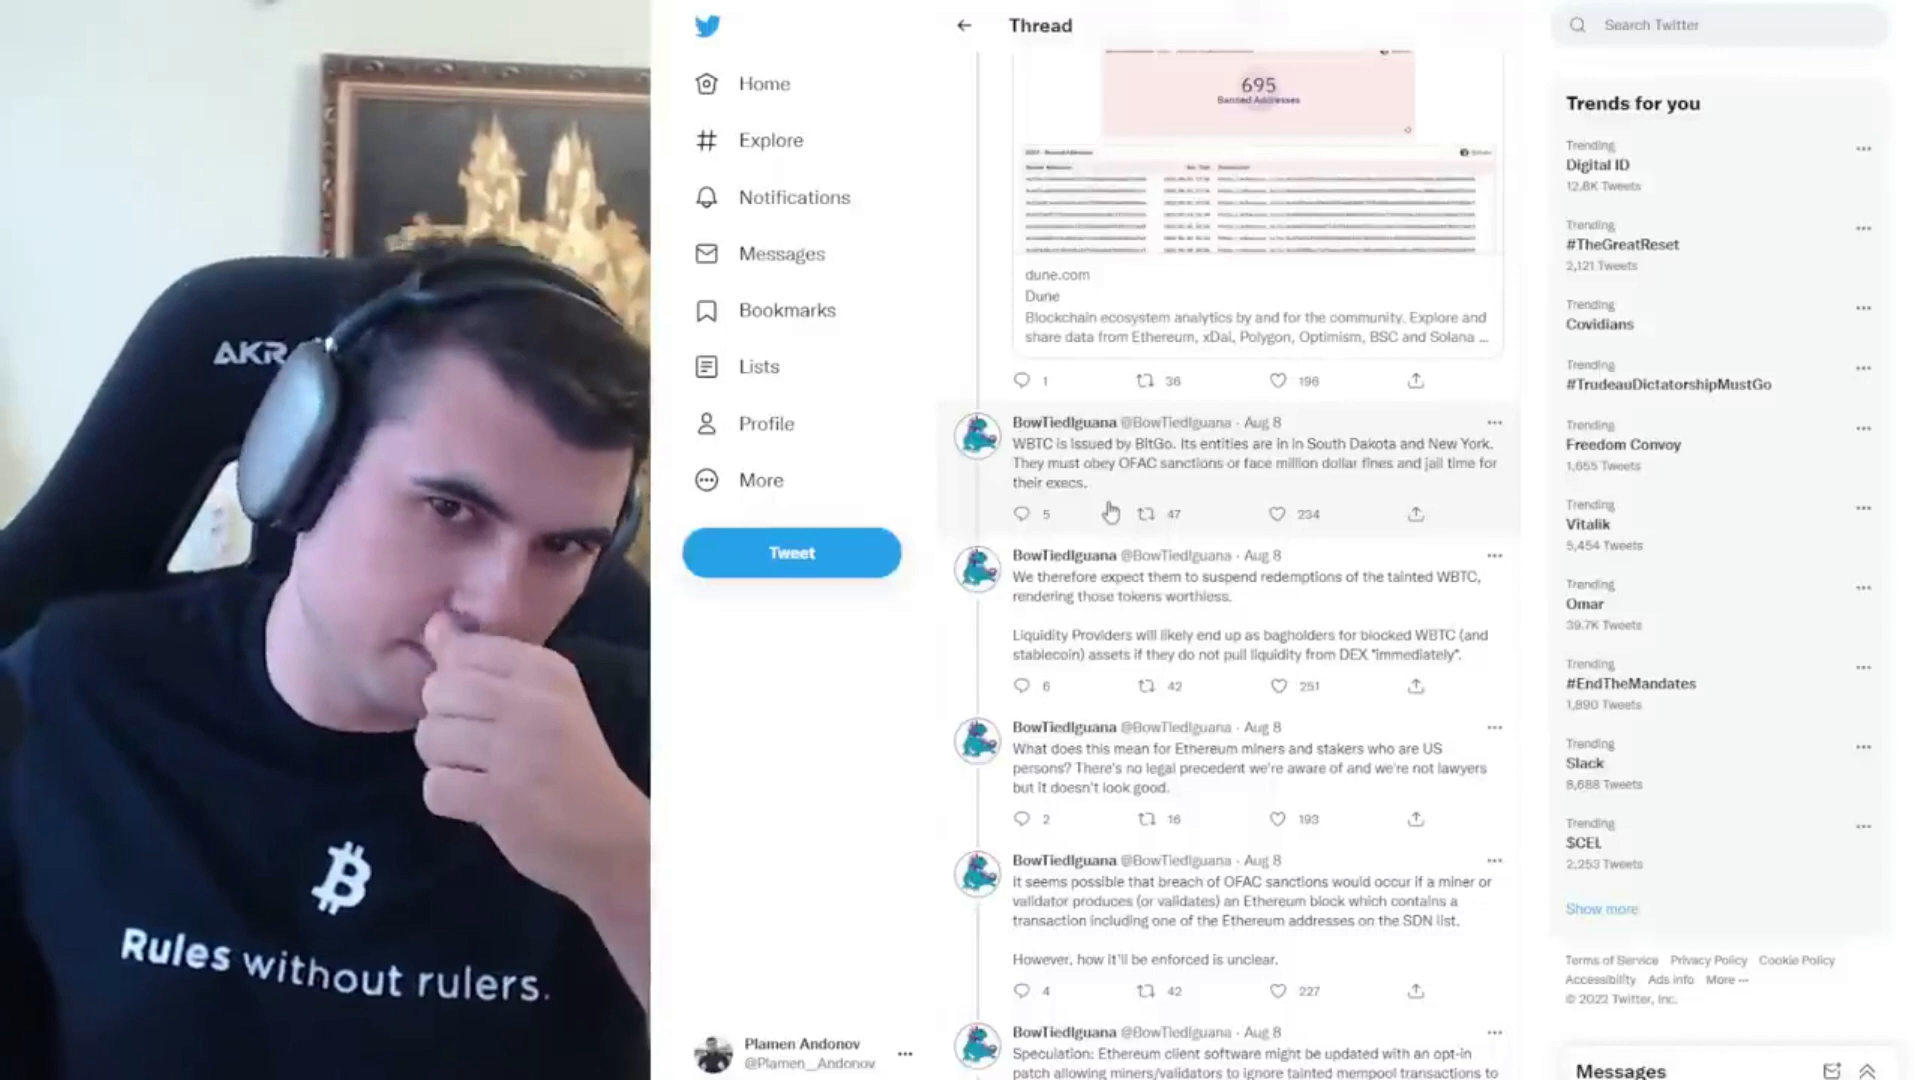 AKR
Rules without rulers.
Home
Explore
Notifications
Messages
Bookmarks
Lists
Profile
More
Tweet
Plamen Andonov
@Plamen__Andonov
Thread
695
Banned Addresses
dune.com
Dune
Blockchain ecosystem analytics by and for the community. Explore and
share data from Ethereum, xDai, Polygon, Optimism, BSC and Solana ...
1 36 196
BowTiedIguana @BowTiedIguana · Aug 8
WBTC is issued by BitGo. Its entities are in in South Dakota and New York.
They must obey OFAC sanctions or face million dollar fines and jail time for
their execs.
5 47 234
BowTiedIguana @BowTiedIguana · Aug 8
We therefore expect them to suspend redemptions of the tainted WBTC,
rendering those tokens worthless.
Liquidity Providers will likely end up as bagholders for blocked WBTC (and
stablecoin) assets if they do not pull liquidity from DEX *immediately*.
6 42 251
BowTiedIguana @BowTiedIguana · Aug 8
What does this mean for Ethereum miners and stakers who are US
persons? There's no legal precedent we're aware of and we're not lawyers
but it doesn't look good.
2 16 193
BowTiedIguana @BowTiedIguana · Aug 8
It seems possible that breach of OFAC sanctions would occur if a miner or
validator produces (or validates) an Ethereum block which contains a
transaction including one of the Ethereum addresses on the SDN list.
However, how it'll be enforced is unclear.
4 42 227
BowTiedIguana @BowTiedIguana · Aug 8
Speculation: Ethereum client software might be updated with an opt-in
patch allowing miners/validators to ignore tainted mempool transactions to
Search Twitter
Trends for you
Trending
Digital ID
12.8K Tweets
Trending
#TheGreatReset
2,121 Tweets
Trending
Covidians
Trending
#TrudeauDictatorshipMustGo
Trending
Freedom Convoy
1,655 Tweets
Trending
Vitalik
5,454 Tweets
Trending
Omar
39.7K Tweets
Trending
#EndTheMandates
1,890 Tweets
Trending
Slack
8,688 Tweets
Trending
$CEL
2,253 Tweets
Show more
Terms of Service Privacy Policy Cookie Policy
Accessibility Ads info More ···
© 2022 Twitter, Inc.
Messages